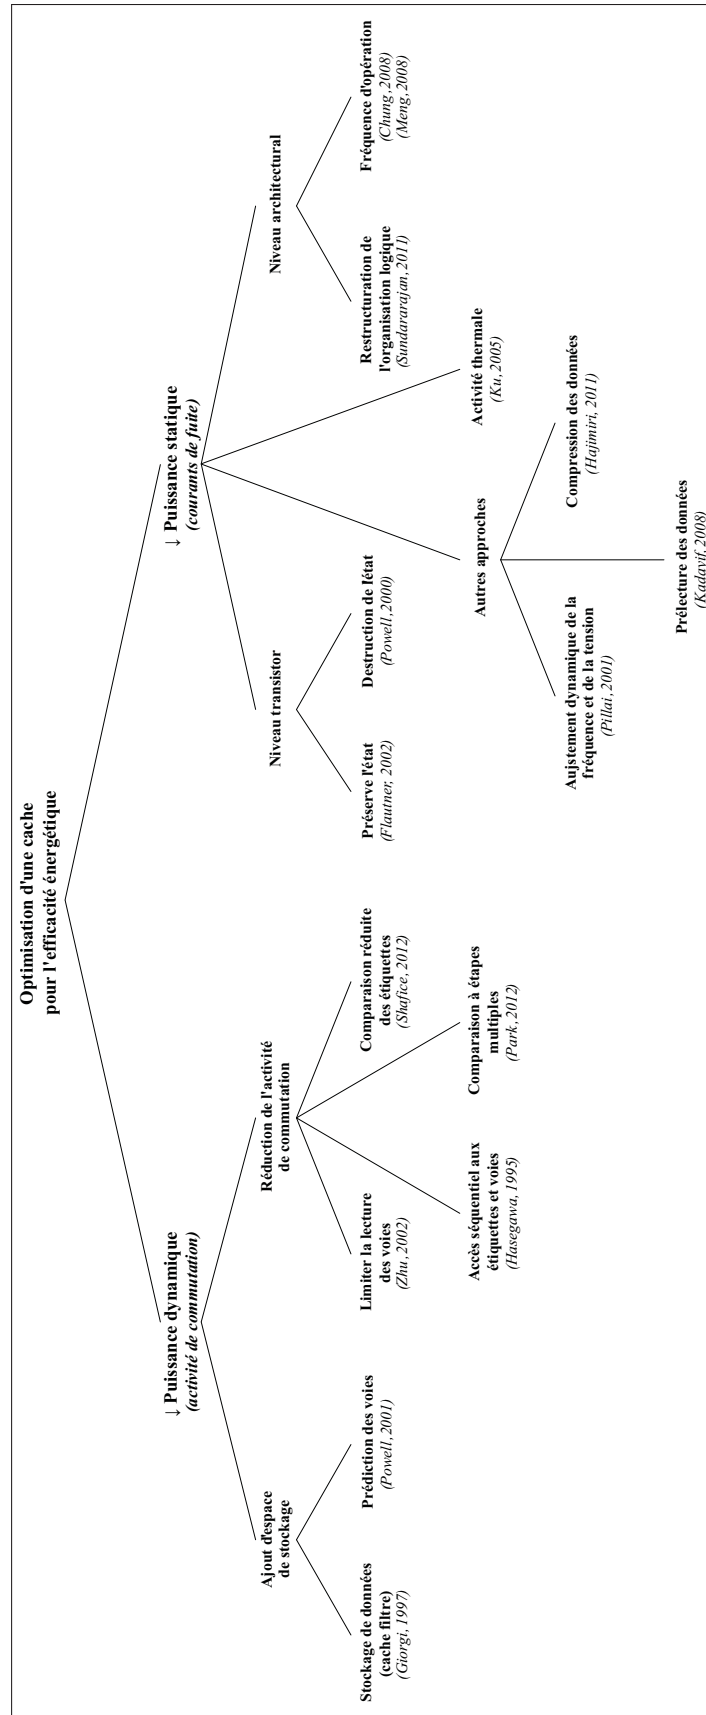 Optimisation d'une cache
pour l'efficacité énergétique
↓ Puissance dynamique
(activité de commutation)
↓ Puissance statique
(courants de fuite)
Ajout d'espace
de stockage
Réduction de l'activité
de commutation
Niveau transistor
Niveau architectural
Stockage de données
(cache filtre)
(Giorgi, 1997)
Prédiction des voies
(Powell, 2001)
Limiter la lecture
des voies
(Zhu, 2002)
Comparaison réduite
des étiquettes
(Shafice, 2012)
Préserve l'état
(Flautner, 2002)
Destruction de létat
(Powell, 2000)
Restructuration de
l'organisation logique
(Sundararajan, 2011)
Fréquence d'opération
(Chung, 2008)
(Meng, 2008)
Accès séquentiel aux
étiquettes et voies
(Hasegawa, 1995)
Comparaison à étapes
multiples
(Park, 2012)
Autres approches
Activité thermale
(Ku, 2005)
Aujstement dynamique de la
fréquence et de la tension
(Pillai, 2001)
Compression des données
(Hajimiri, 2011)
Prélecture des données
(Kadavif, 2008)